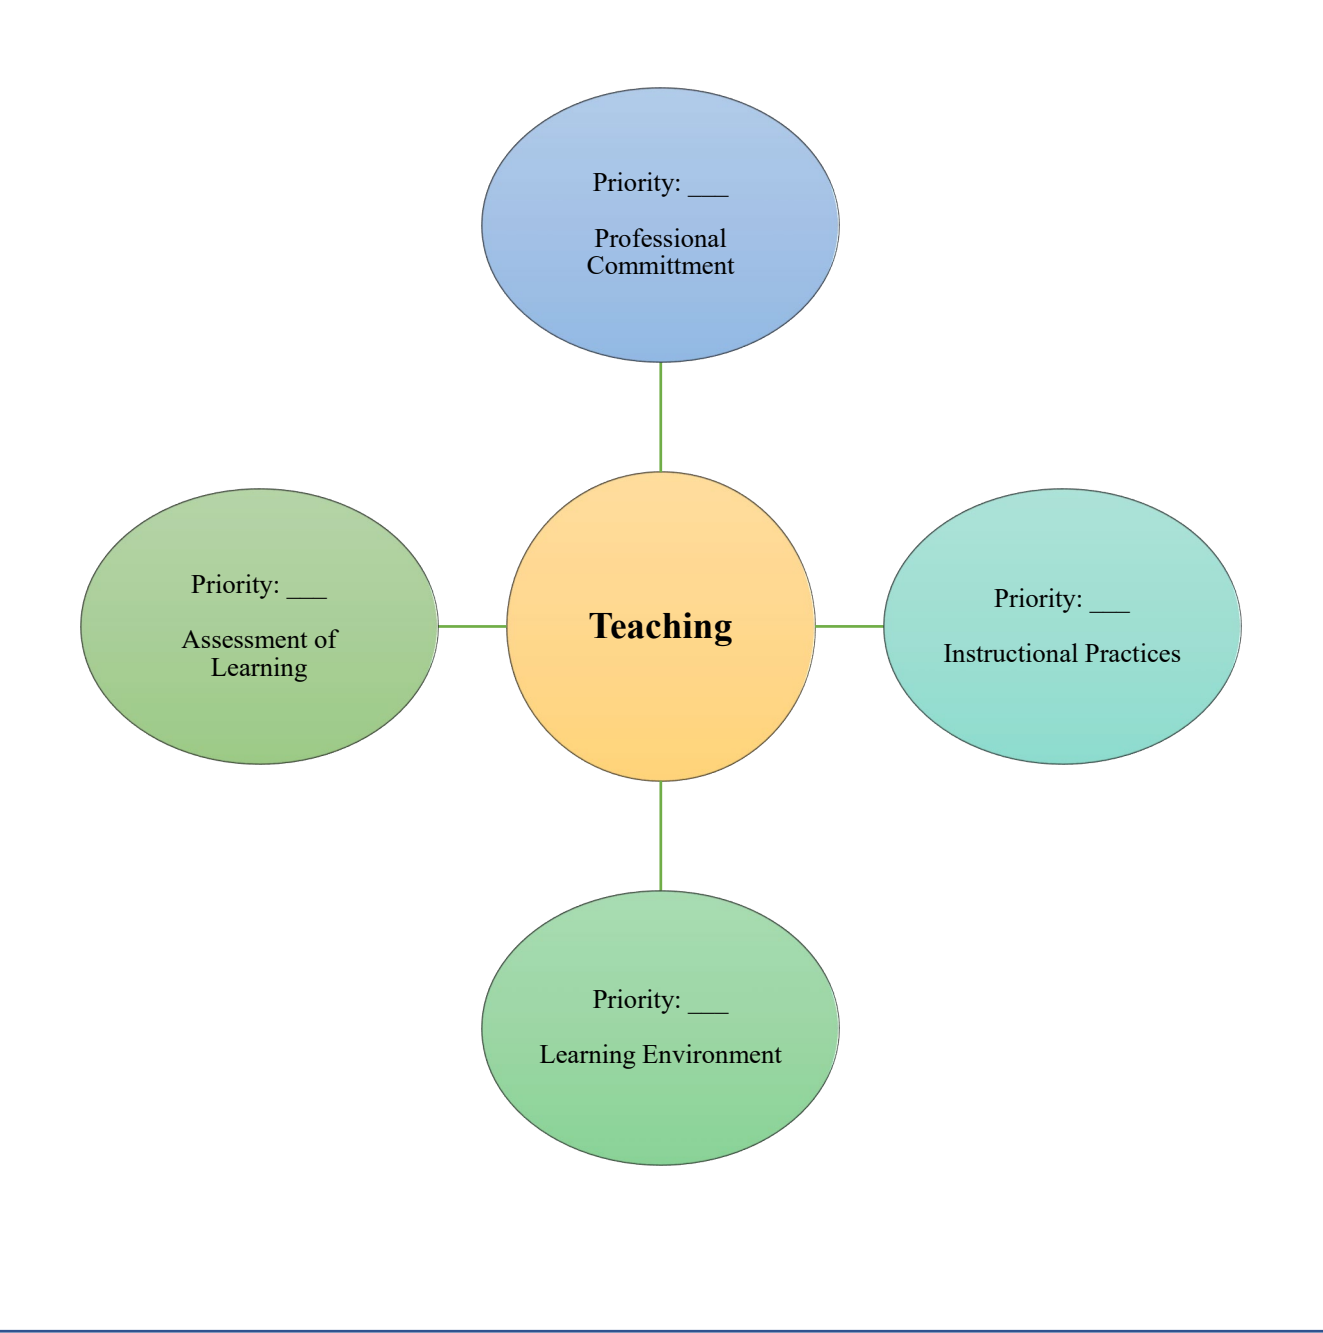 Priority: ___
Professional
Committment
Priority: ___
Assessment of
Learning
Teaching
Priority: ___
Instructional Practices
Priority: ___
Learning Environment